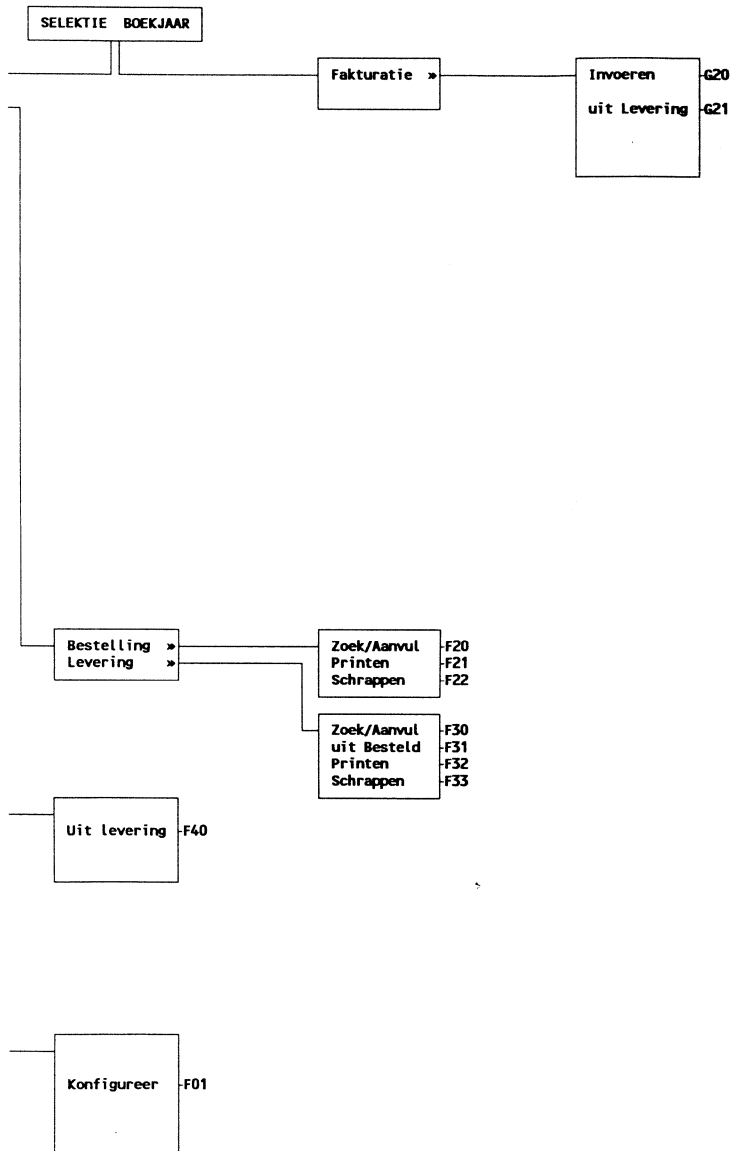 SELEKTIE BOEKJAAR
Fakturatie »
Invoeren G20
uit Levering G21
Bestelling »
Levering »
Zoek/Aanvul F20
Printen F21
Schrappen F22
Zoek/Aanvul F30
uit Besteld F31
Printen F32
Schrappen F33
Uit levering F40
Konfigureer F01